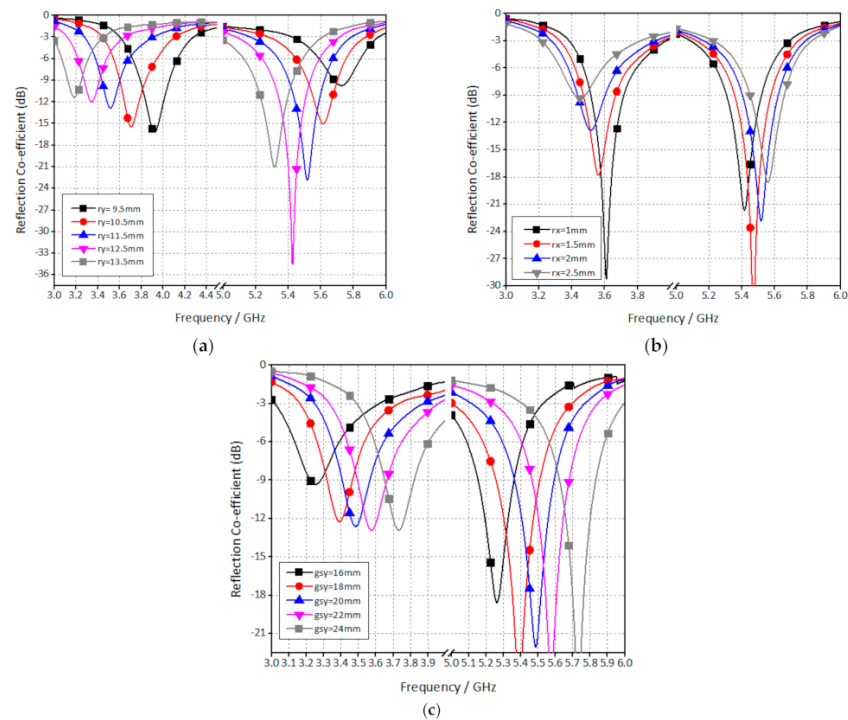 0
-3
-6
-9
-12
-15
-18
-21
-24
-27
-30
-33
-36
Reflection Co-efficient (dB)
ry= 9.5mm
ry=10.5mm
ry=11.5mm
ry=12.5mm
ry=13.5mm
3.0 3.2 3.4 3.6 3.8 4.0 4.2 4.4 5.0 5.2 5.4 5.6 5.8 6.0
Frequency / GHz
(a)
0
-3
-6
-9
-12
-15
-18
-21
-24
-27
-30
Reflection Co-efficient (dB)
rx=1mm
rx=1.5mm
rx=2mm
rx=2.5mm
3.0 3.3 3.6 3.9 5.0 5.2 5.4 5.6 5.8 6.0
Frequency / GHz
(b)
0
-3
-6
-9
-12
-15
-18
-21
Reflection Co-efficient (dB)
gsy=16mm
gsy=18mm
gsy=20mm
gsy=22mm
gsy=24mm
3.0 3.1 3.2 3.3 3.4 3.5 3.6 3.7 3.8 3.9 5.0 5.1 5.2 5.3 5.4 5.5 5.6 5.7 5.8 5.9 6.0
Frequency / GHz
(c)